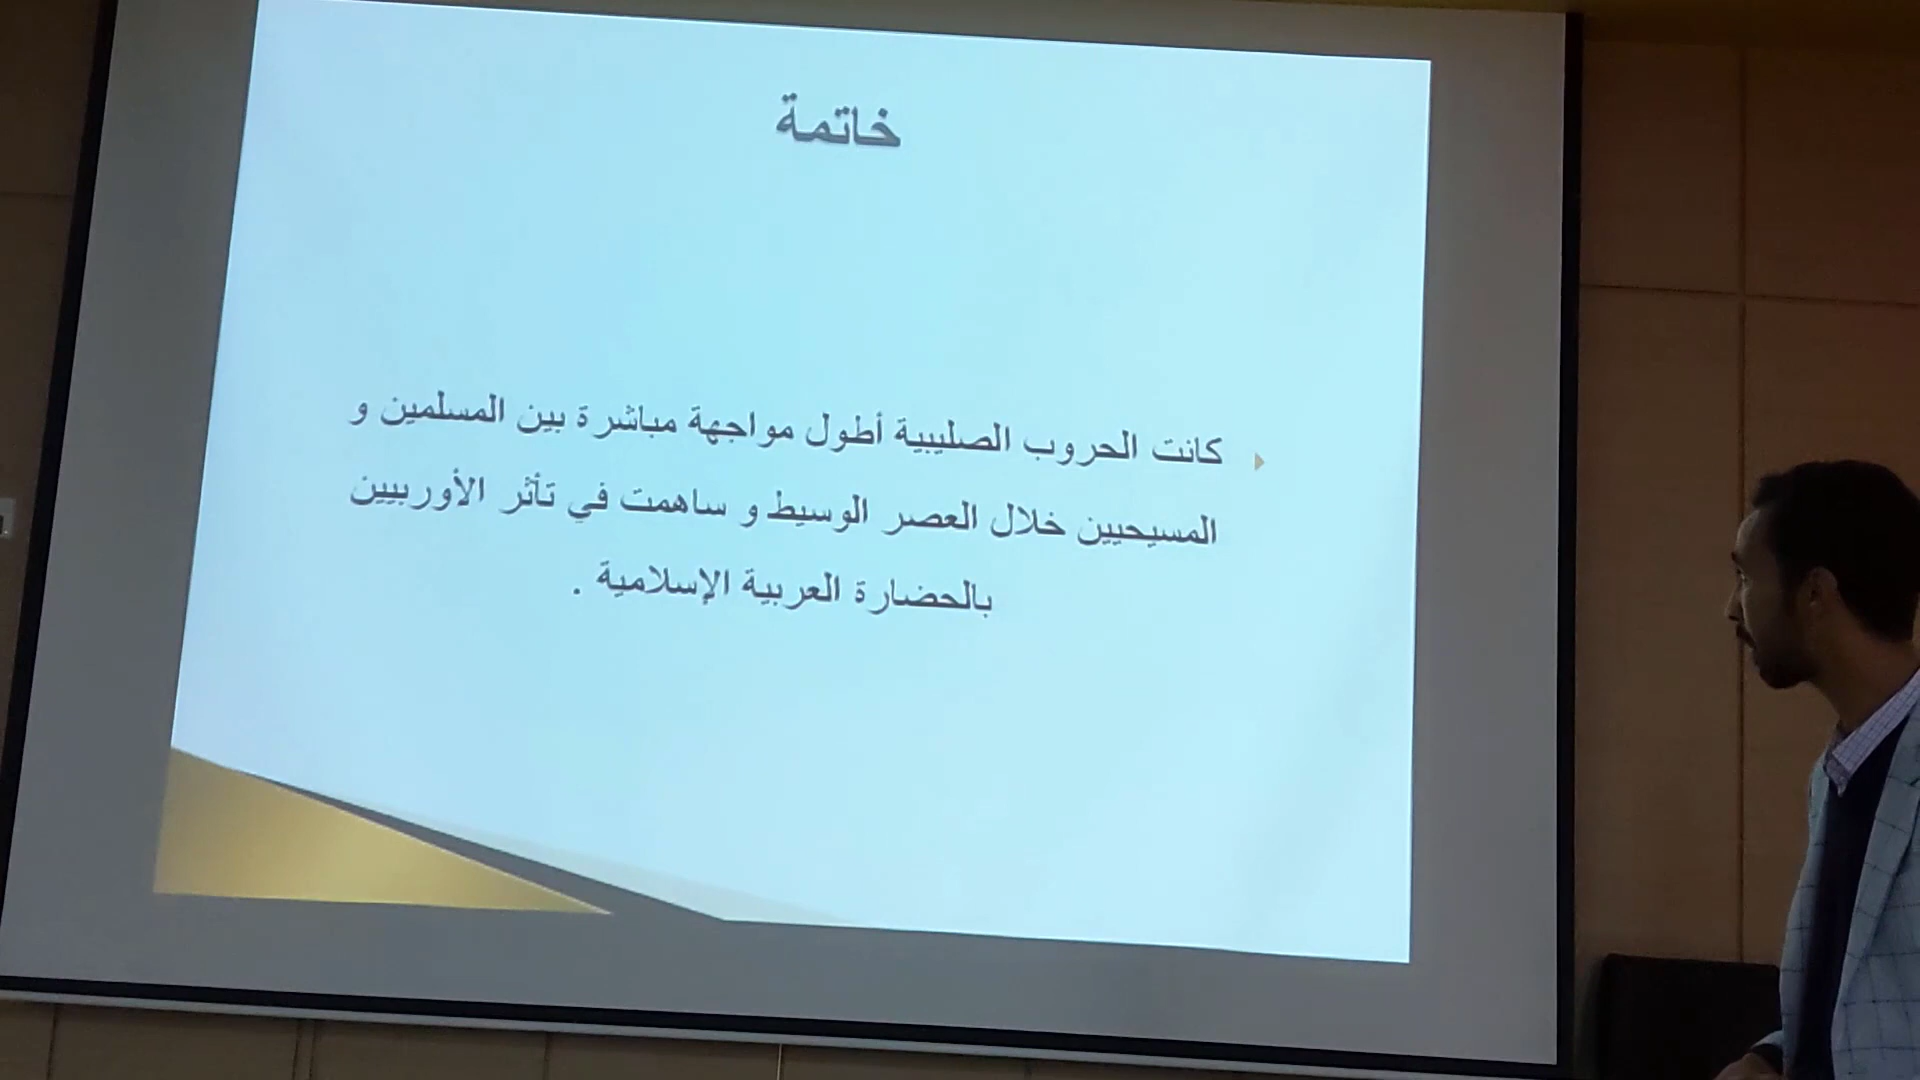 خاتمة
كانت الحروب الصليبية أطول مواجهة مباشرة بين المسلمين و
المسيحيين خلال العصر الوسيط و ساهمت في تأثر الأوربيين
بالحضارة العربية الإسلامية .